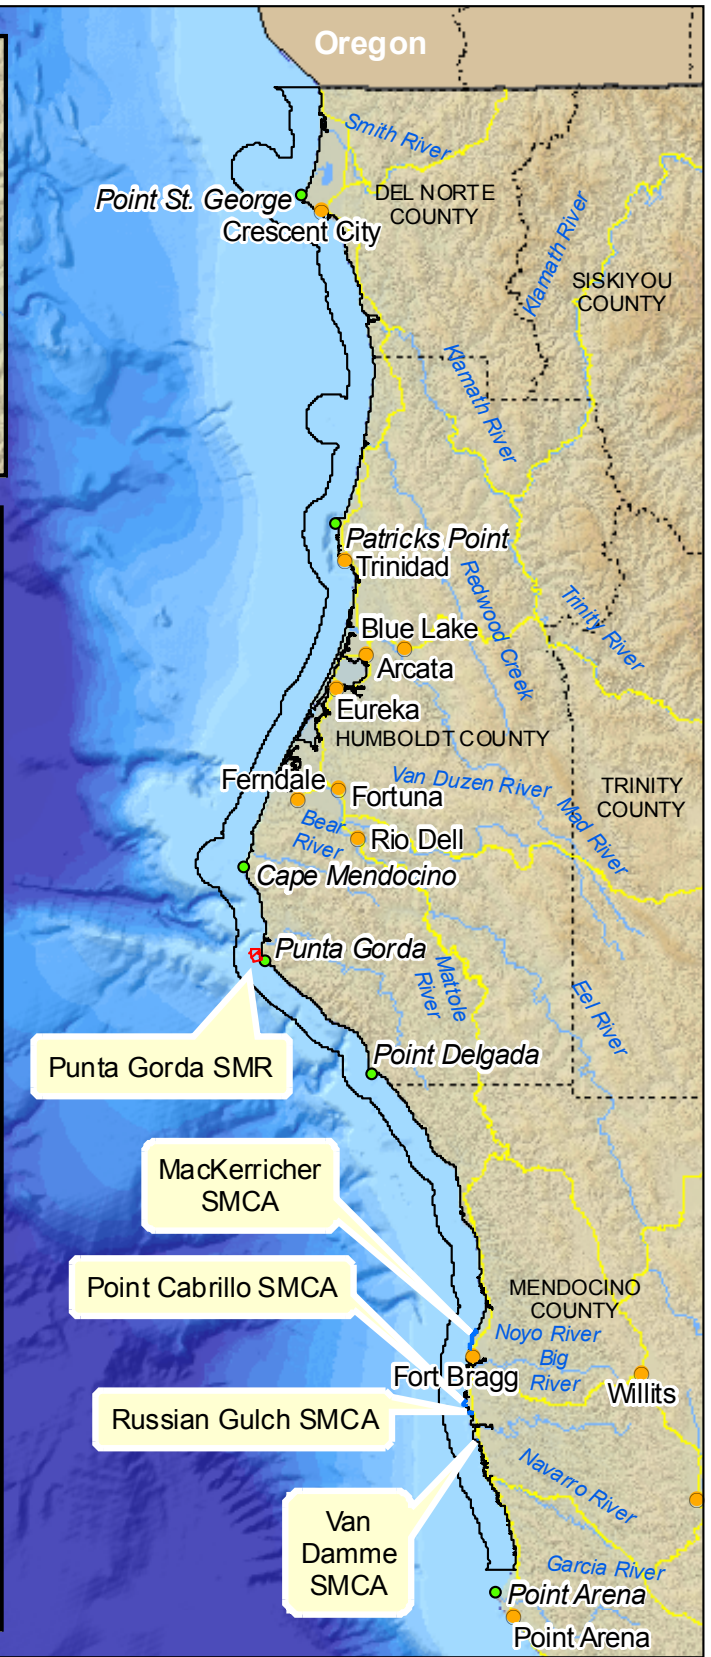 Oregon
Smith River
Point St. George
DEL NORTE
COUNTY
Crescent City
Klamath River
SISKIYOU
COUNTY
Klamath River
Patricks Point
Trinidad
Redwood Creek
Trinity River
Blue Lake
Arcata
Eureka
HUMBOLDT COUNTY
Ferndale
Van Duzen River
TRINITY
COUNTY
Fortuna
Mad River
Bear
River
Rio Dell
Cape Mendocino
Punta Gorda
Mattole
River
Eel River
Punta Gorda SMR
Point Delgada
MacKerricher
SMCA
Point Cabrillo SMCA
MENDOCINO
COUNTY
Noyo River
Big
River
Fort Bragg
Willits
Russian Gulch SMCA
Navarro River
Van
Damme
SMCA
Garcia River
Point Arena
Point Arena